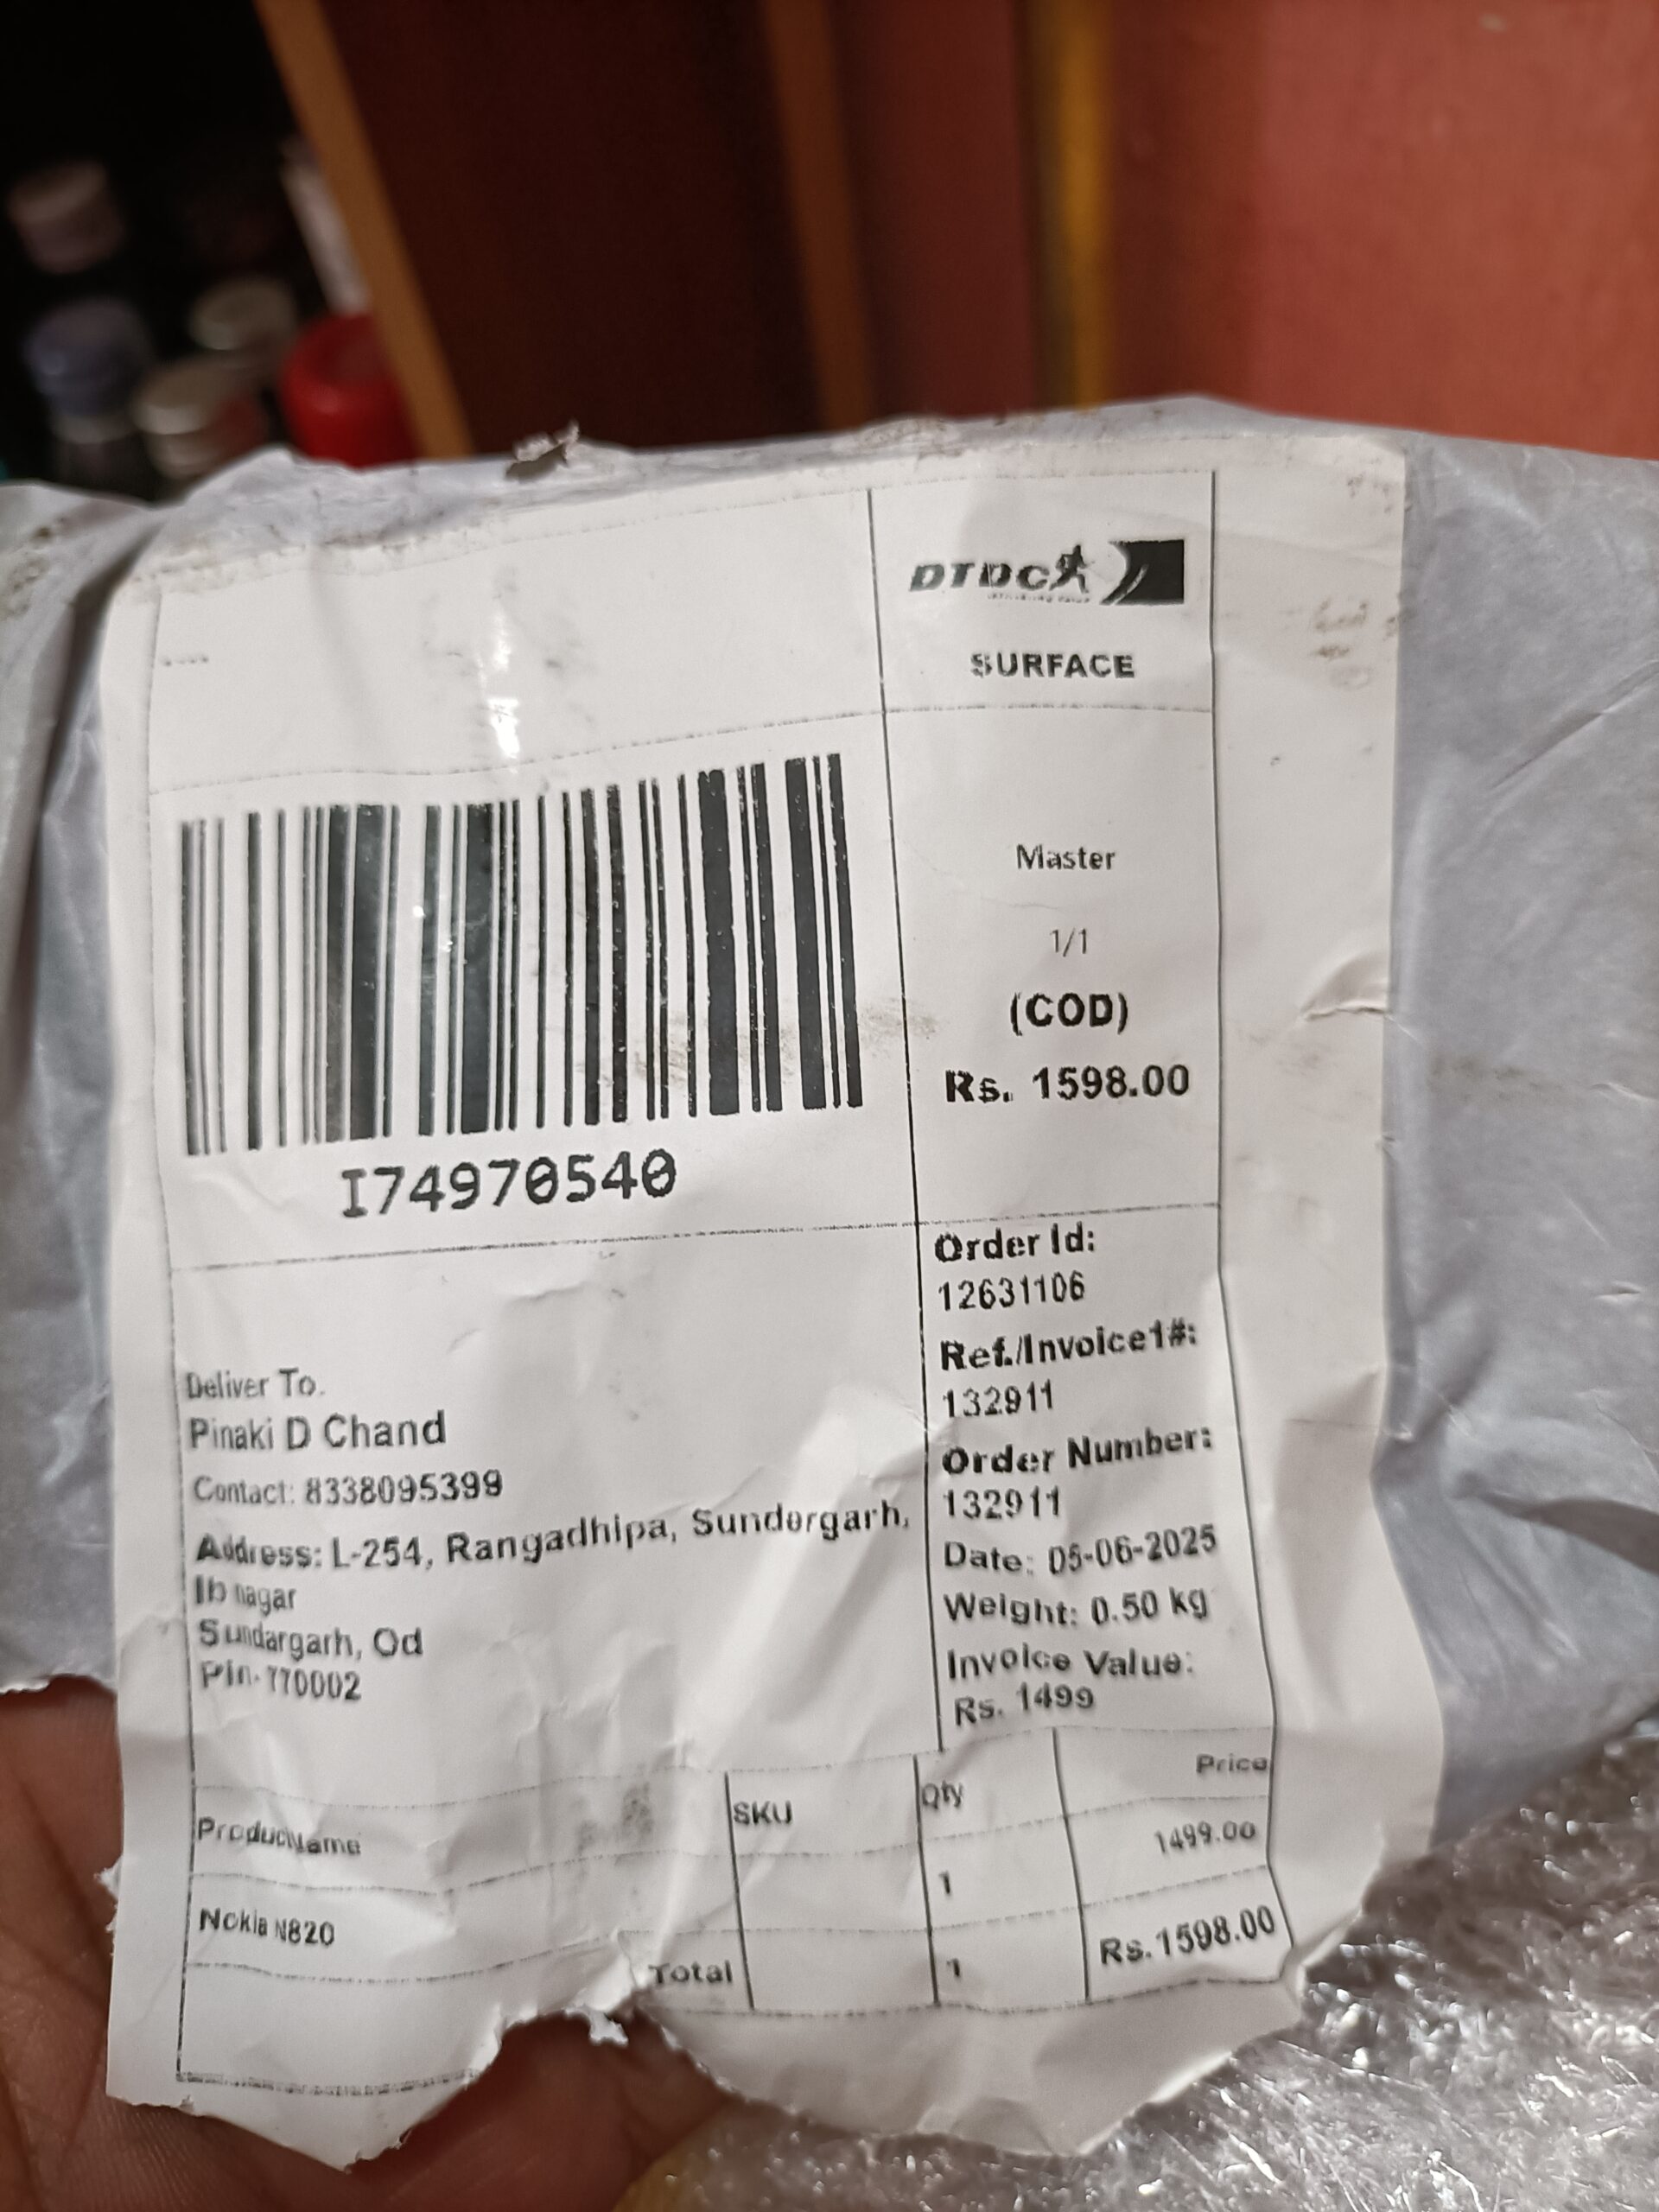 DTDC
SURFACE
Master
1/1
(COD)
Rs. 1598.00
I74970540
Order Id:
12631106
Ref./Invoice1#:
132911
Order Number:
132911
Date: 05-06-2025
Weight: 0.50 kg
Invoice Value:
Rs. 1499
Deliver To.
Pinaki D Chand
Contact: 8338095399
Address: L-254, Rangadhipa, Sundergarh,
Ib nagar
Sundargarh, Od
Pin- 770002
ProductName SKU Qty Price
Nokia N820 1 1499.00
Total 1 Rs.1598.00